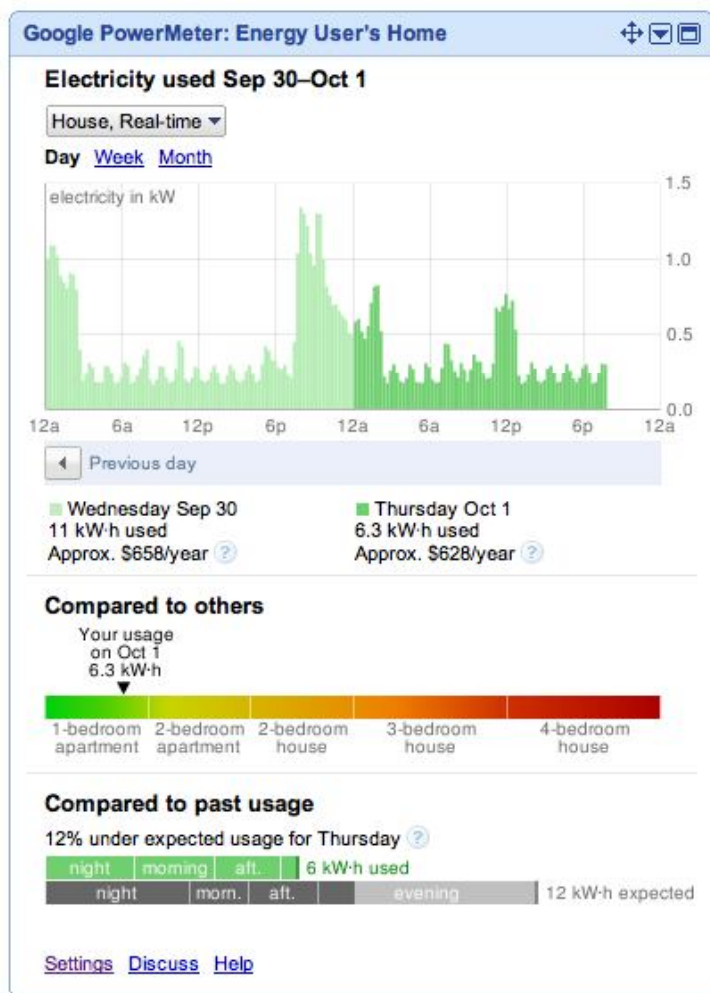 Google PowerMeter: Energy User's Home
Electricity used Sep 30–Oct 1
House, Real-time
Day Week Month
electricity in kW
1.5
1.0
0.5
0.0
12a 6a 12p 6p 12a 6a 12p 6p 12a
Previous day
Wednesday Sep 30
11 kW·h used
Approx. $658/year ?
Thursday Oct 1
6.3 kW·h used
Approx. $628/year ?
Compared to others
Your usage
on Oct 1
6.3 kW·h
1-bedroom apartment
2-bedroom apartment
2-bedroom house
3-bedroom house
4-bedroom house
Compared to past usage
12% under expected usage for Thursday ?
night morning aft. 6 kW·h used
night morn. aft. evening 12 kW·h expected
Settings Discuss Help